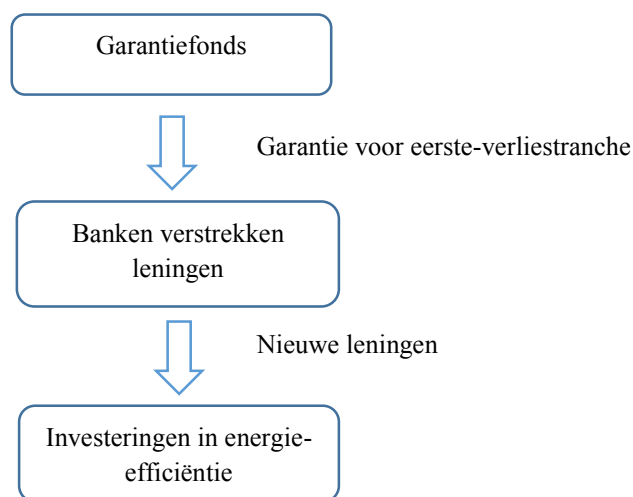 Garantiefonds
Garantie voor eerste-verliestranche
Banken verstrekken
leningen
Nieuwe leningen
Investeringen in energie-
efficiëntie